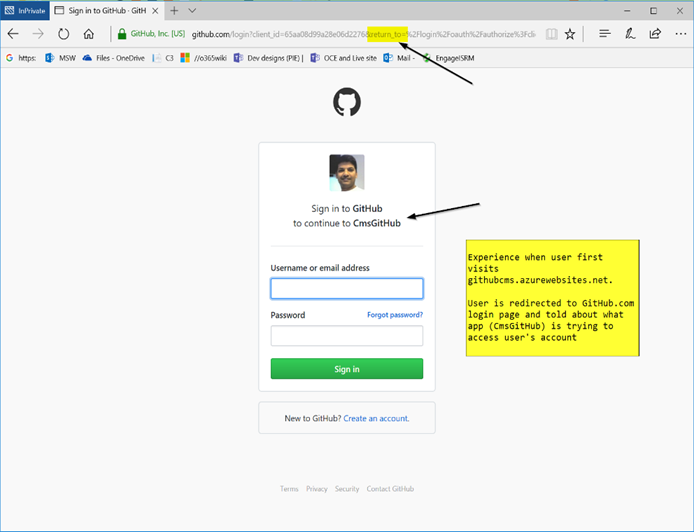 InPrivate
Sign in to GitHub · GitH
GitHub, Inc. [US]
github.com/login?client_id=65aa08d99a28e06d22768&return_to=%2Flogin%2Foauth%2Fauthorize%3Fclie
https:
MSW
Files - OneDrive
C3
//o365wiki
Dev designs | (PIE) |
OCE and Live site
Mail -
EngageISRM
Sign in to GitHub
to continue to CmsGitHub
Username or email address
Password
Forgot password?
Sign in
New to GitHub? Create an account.
Terms Privacy Security Contact GitHub
Experience when user first
visits
githubcms.azurewebsites.net.
User is redirected to GitHub.com
login page and told about what
app (CmsGitHub) is trying to
access user's account